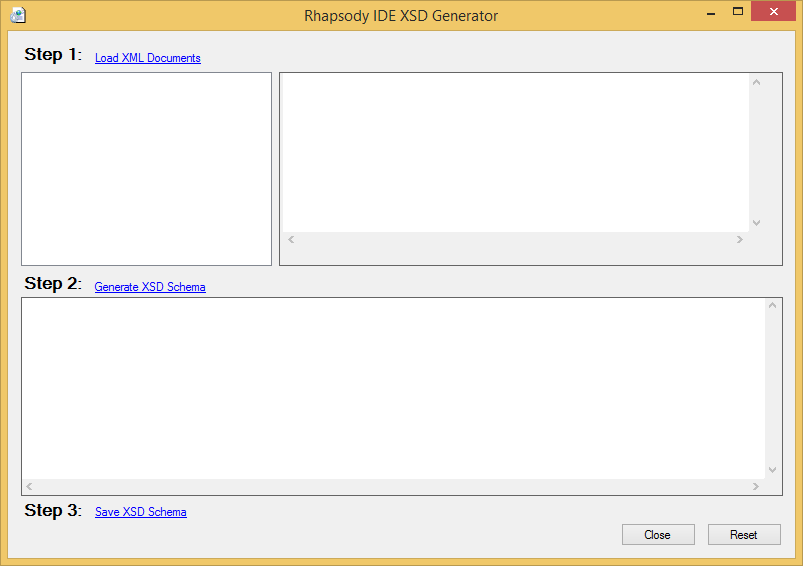 Rhapsody IDE XSD Generator
Step 1: Load XML Documents
Step 2: Generate XSD Schema
Step 3: Save XSD Schema
Close Reset